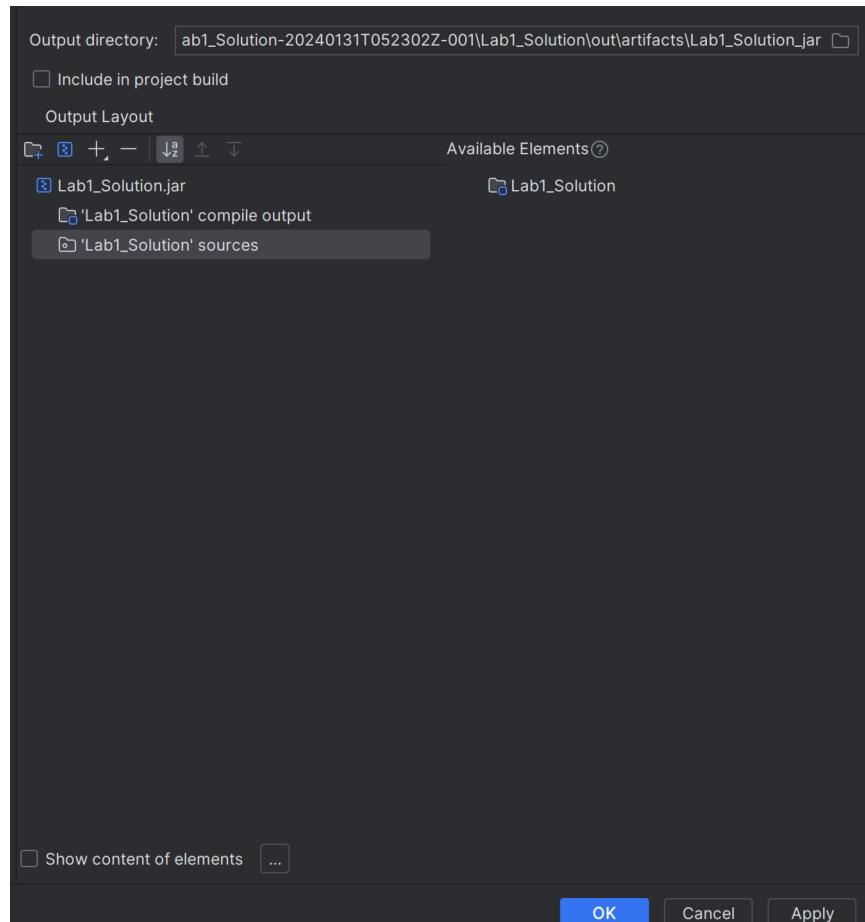 Output directory: ab1_Solution-20240131T052302Z-001\Lab1_Solution\out\artifacts\Lab1_Solution_jar
Include in project build
Output Layout
Available Elements
Lab1_Solution.jar
Lab1_Solution
'Lab1_Solution' compile output
'Lab1_Solution' sources
Show content of elements ...
OK Cancel Apply